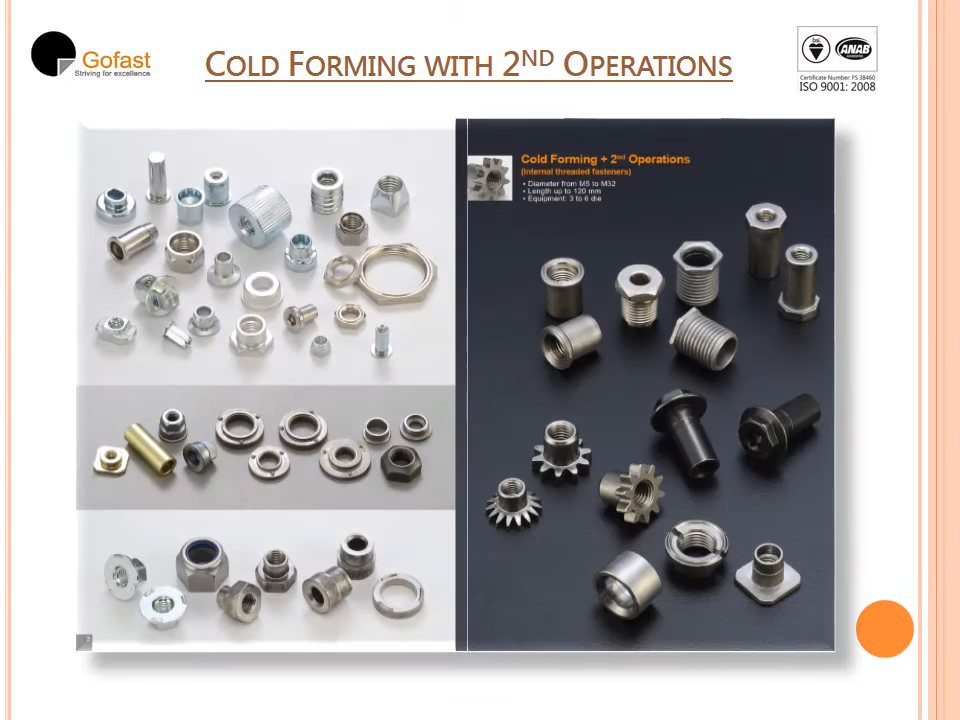 Gofast
Striving for excellence
COLD FORMING WITH 2ND OPERATIONS
bsi.
ANAB
Certificate Number: FS 38460
ISO 9001: 2008
Cold Forming + 2nd Operations
(Internal threaded fasteners)
• Diameter from M5 to M32
• Length up to 120 mm
• Equipment: 3 to 6 die